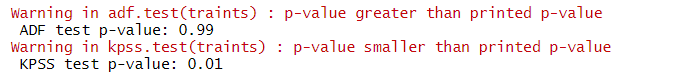 Warning in adf.test(traints) : p-value greater than printed p-value
ADF test p-value: 0.99
Warning in kpss.test(traints) : p-value smaller than printed p-value
KPSS test p-value: 0.01